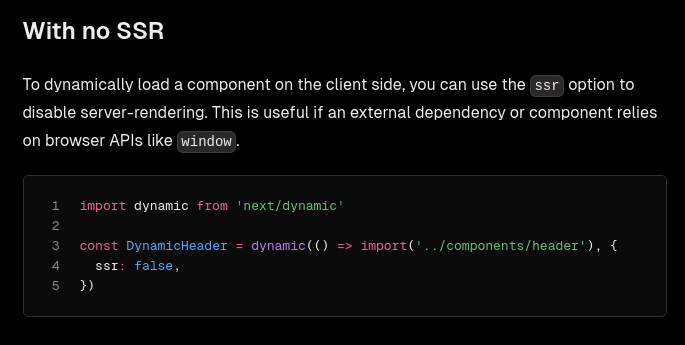 With no SSR
To dynamically load a component on the client side, you can use the ssr option to
disable server-rendering. This is useful if an external dependency or component relies
on browser APIs like window.
1 import dynamic from 'next/dynamic'
2
3 const DynamicHeader = dynamic(() => import('../components/header'), {
4   ssr: false,
5 })